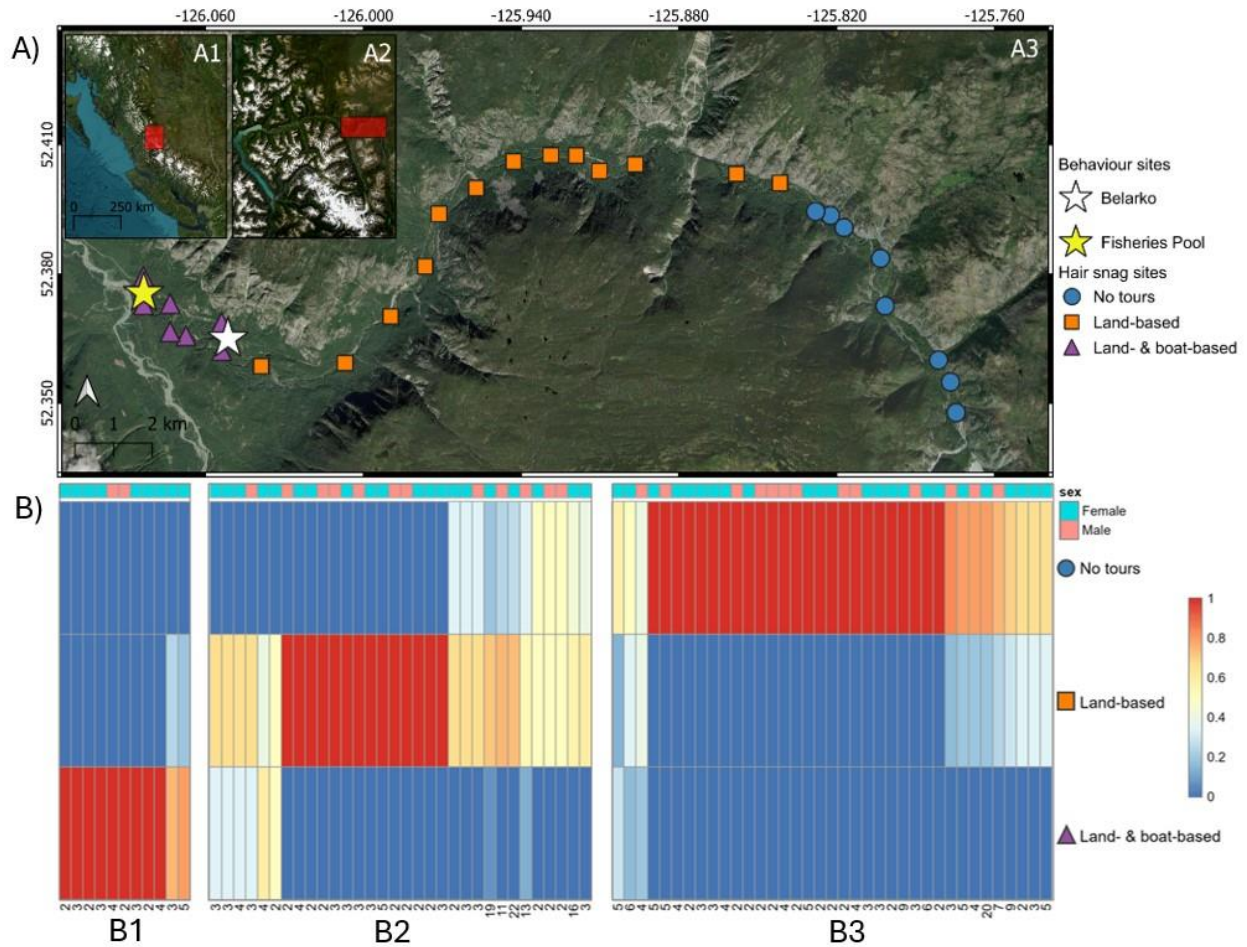 A)
-126.060 -126.000 -125.940 -125.880 -125.820 -125.760
52.410
52.380
52.350
A1
0 250 km
A2
A3
0 1 2 km
Behaviour sites
Belarko
Fisheries Pool
Hair snag sites
No tours
Land-based
Land- & boat-based
B)
sex
Female
Male
No tours
Land-based
Land- & boat-based
1
0.8
0.6
0.4
0.2
0
B1 B2 B3